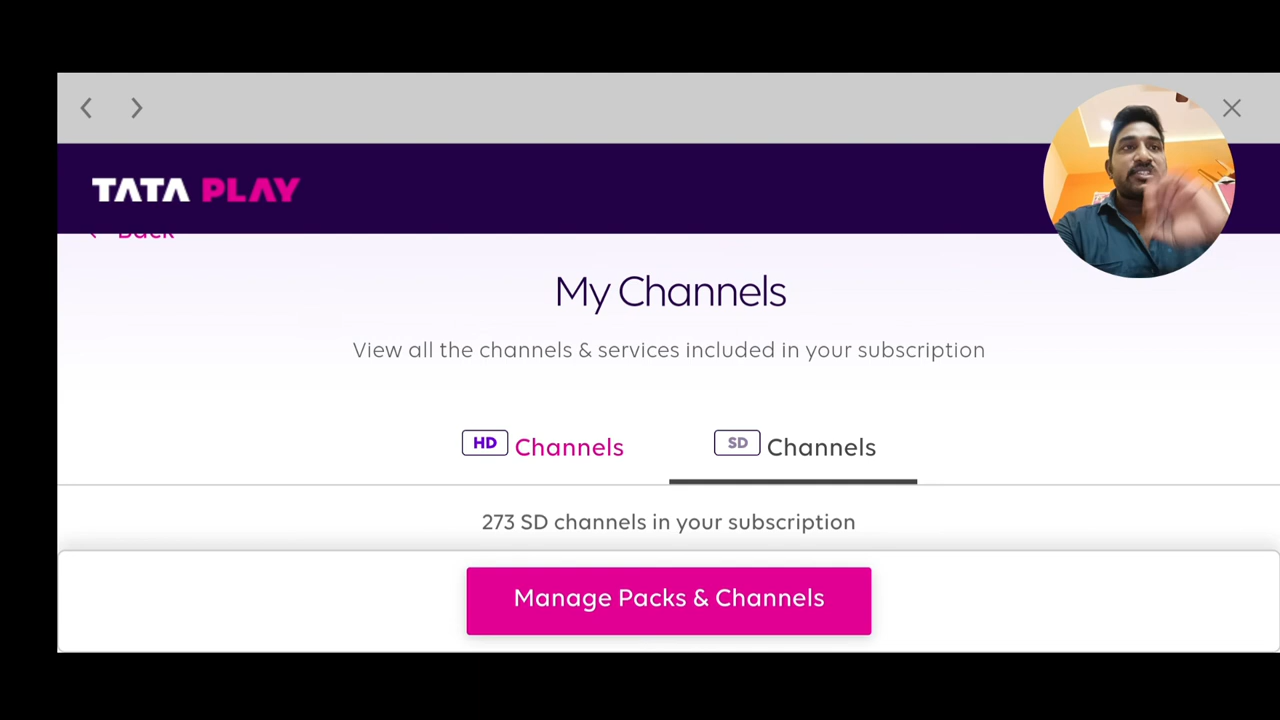 TATA PLAY
Back
My Channels
View all the channels & services included in your subscription
HD Channels
SD Channels
273 SD channels in your subscription
Manage Packs & Channels